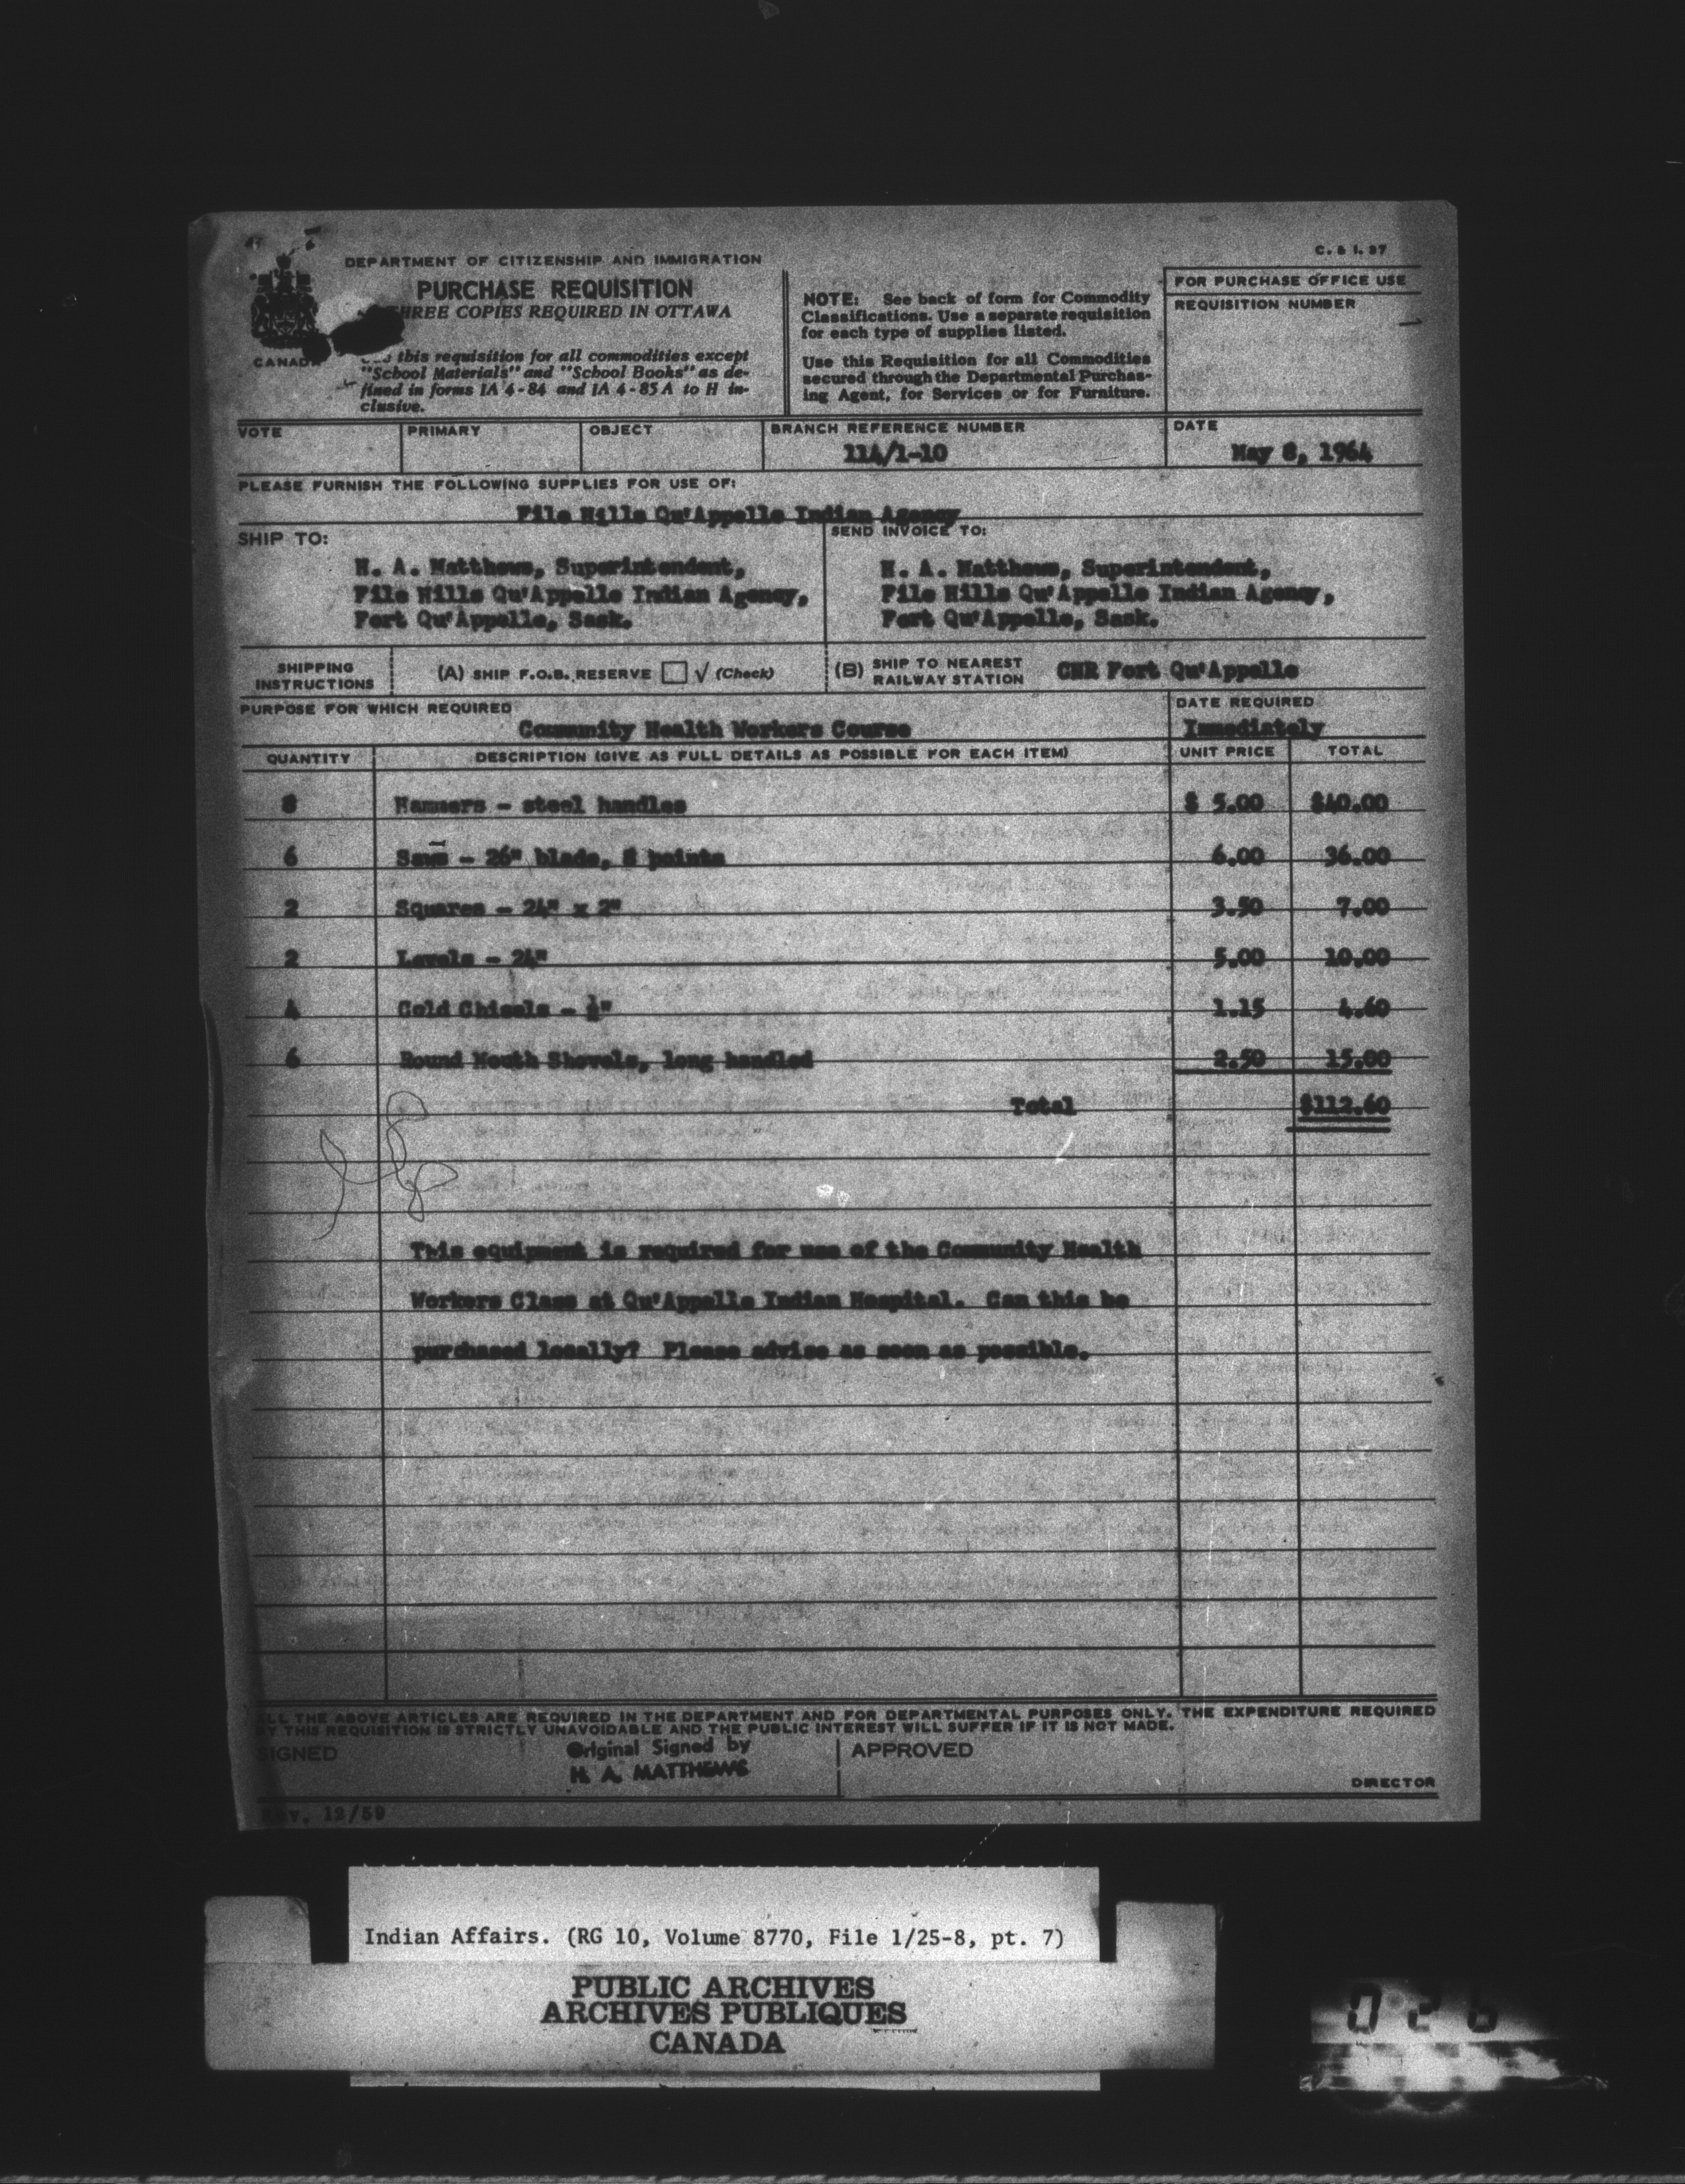 C. & I. 37
DEPARTMENT OF CITIZENSHIP AND IMMIGRATION
PURCHASE REQUISITION
THREE COPIES REQUIRED IN OTTAWA
CANADA
this requisition for all commodities except
"School Materials" and "School Books" as de-
fined in forms IA 4-84 and IA 4-85 A to H in-
clusive.
NOTE: See back of form for Commodity
Classifications. Use a separate requisition
for each type of supplies listed.
Use this Requisition for all Commodities
secured through the Departmental Purchas-
ing Agent, for Services or for Furniture.
FOR PURCHASE OFFICE USE
REQUISITION NUMBER
VOTE PRIMARY OBJECT BRANCH REFERENCE NUMBER DATE
114/1-10 May 8, 1964
PLEASE FURNISH THE FOLLOWING SUPPLIES FOR USE OF:
File Hills Qu'Appelle Indian Agency
SHIP TO:
H. A. Matthews, Superintendent,
File Hills Qu'Appelle Indian Agency,
Fort Qu'Appelle, Sask.
SEND INVOICE TO:
H. A. Matthews, Superintendent,
File Hills Qu'Appelle Indian Agency,
Fort Qu'Appelle, Sask.
SHIPPING
INSTRUCTIONS
(A) SHIP F.O.B. RESERVE √ (Check)
(B) SHIP TO NEAREST
RAILWAY STATION
CNR Fort Qu'Appelle
PURPOSE FOR WHICH REQUIRED
Community Health Workers Course
DATE REQUIRED
Immediately
QUANTITY DESCRIPTION (GIVE AS FULL DETAILS AS POSSIBLE FOR EACH ITEM) UNIT PRICE TOTAL
8 Hammers - steel handles $ 5.00 $40.00
6 Saws - 26" blade, 8 points 6.00 36.00
2 Squares - 24" x 2" 3.50 7.00
2 Levels - 24" 5.00 10.00
4 Cold Chisels - ½" 1.15 4.60
6 Round Mouth Shovels, long handled 2.50 15.00
Total $112.60
This equipment is required for use of the Community Health
Workers Class at Qu'Appelle Indian Hospital. Can this be
purchased locally? Please advise as soon as possible.
ALL THE ABOVE ARTICLES ARE REQUIRED IN THE DEPARTMENT AND FOR DEPARTMENTAL PURPOSES ONLY. THE EXPENDITURE REQUIRED
BY THIS REQUISITION IS STRICTLY UNAVOIDABLE AND THE PUBLIC INTEREST WILL SUFFER IF IT IS NOT MADE.
SIGNED
Original Signed by
H. A. MATTHEWS
APPROVED
DIRECTOR
Rev. 12/59
Indian Affairs. (RG 10, Volume 8770, File 1/25-8, pt. 7)
PUBLIC ARCHIVES
ARCHIVES PUBLIQUES
CANADA
026